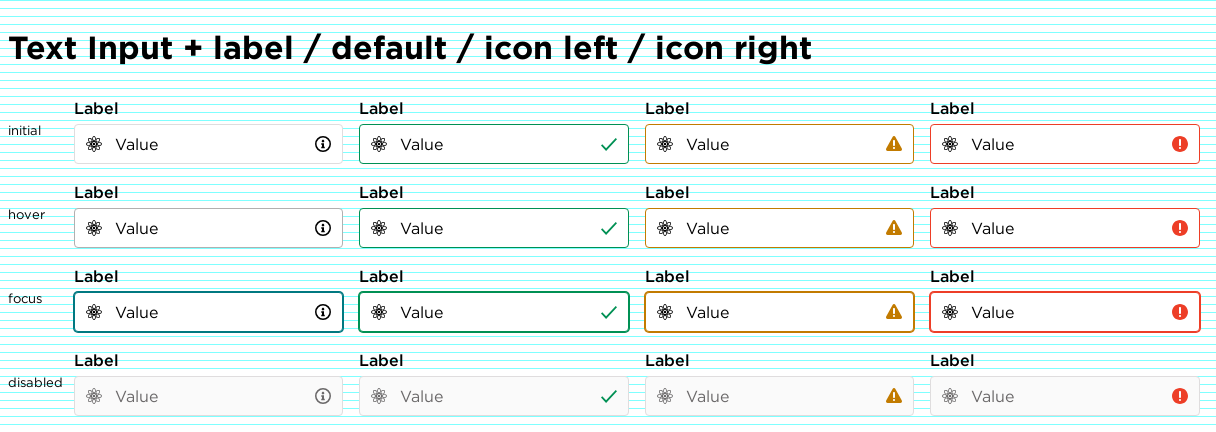 Text Input + label / default / icon left / icon right
Label Label Label Label
initial Value Value Value Value
Label Label Label Label
hover Value Value Value Value
Label Label Label Label
focus Value Value Value Value
Label Label Label Label
disabled Value Value Value Value